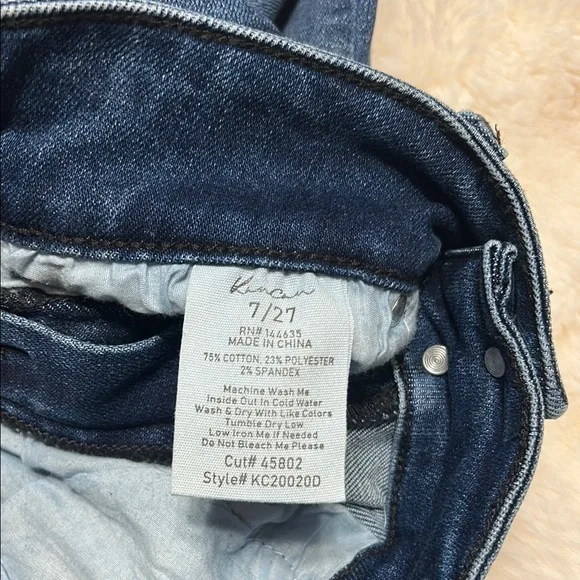 KanCan
7/27
RN# 144635
MADE IN CHINA
75% COTTON, 23% POLYESTER
2% SPANDEX
Machine Wash Me
Inside Out In Cold Water
Wash & Dry With Like Colors
Tumble Dry Low
Low Iron Me If Needed
Do Not Bleach Me Please
Cut# 45802
Style# KC20020D